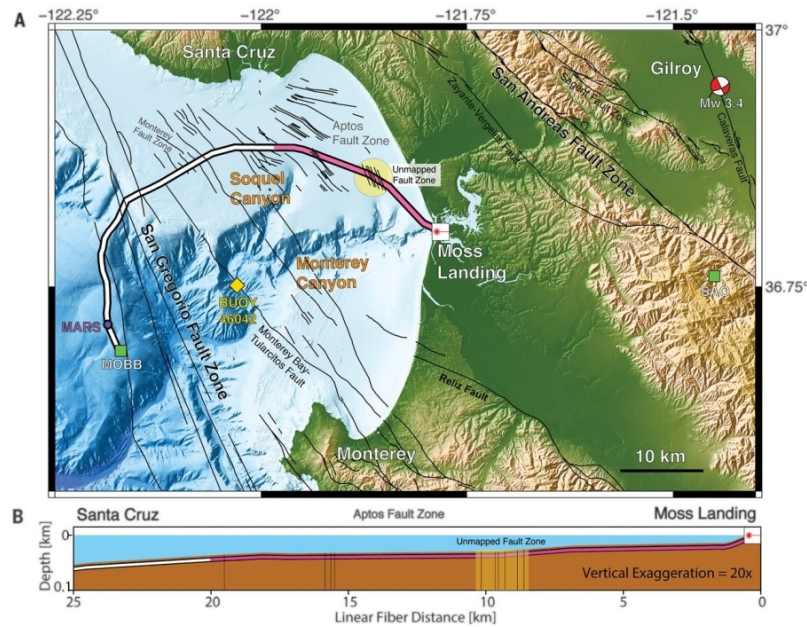 A
−122.25
−122
−121.75
−121.5
37°
36.75°
Santa Cruz
Gilroy
Mw 3.4
San Andreas Fault Zone
Sargent Fault Zone
Zayante-Vergeles Fault
Calaveras Fault
Monterey
Fault Zone
Aptos
Fault Zone
Unmapped
Fault Zone
Soquel
Canyon
Moss
Landing
Monterey
Canyon
San Gregorio Fault Zone
SAO
BUOY
46042
MARS
MOBB
Monterey Bay-
Tularcitos Fault
Reliz Fault
Monterey
10 km
B
Santa Cruz
Aptos Fault Zone
Moss Landing
Depth [km]
0
0.1
Unmapped Fault Zone
Vertical Exaggeration = 20x
25
20
15
10
5
0
Linear Fiber Distance [km]